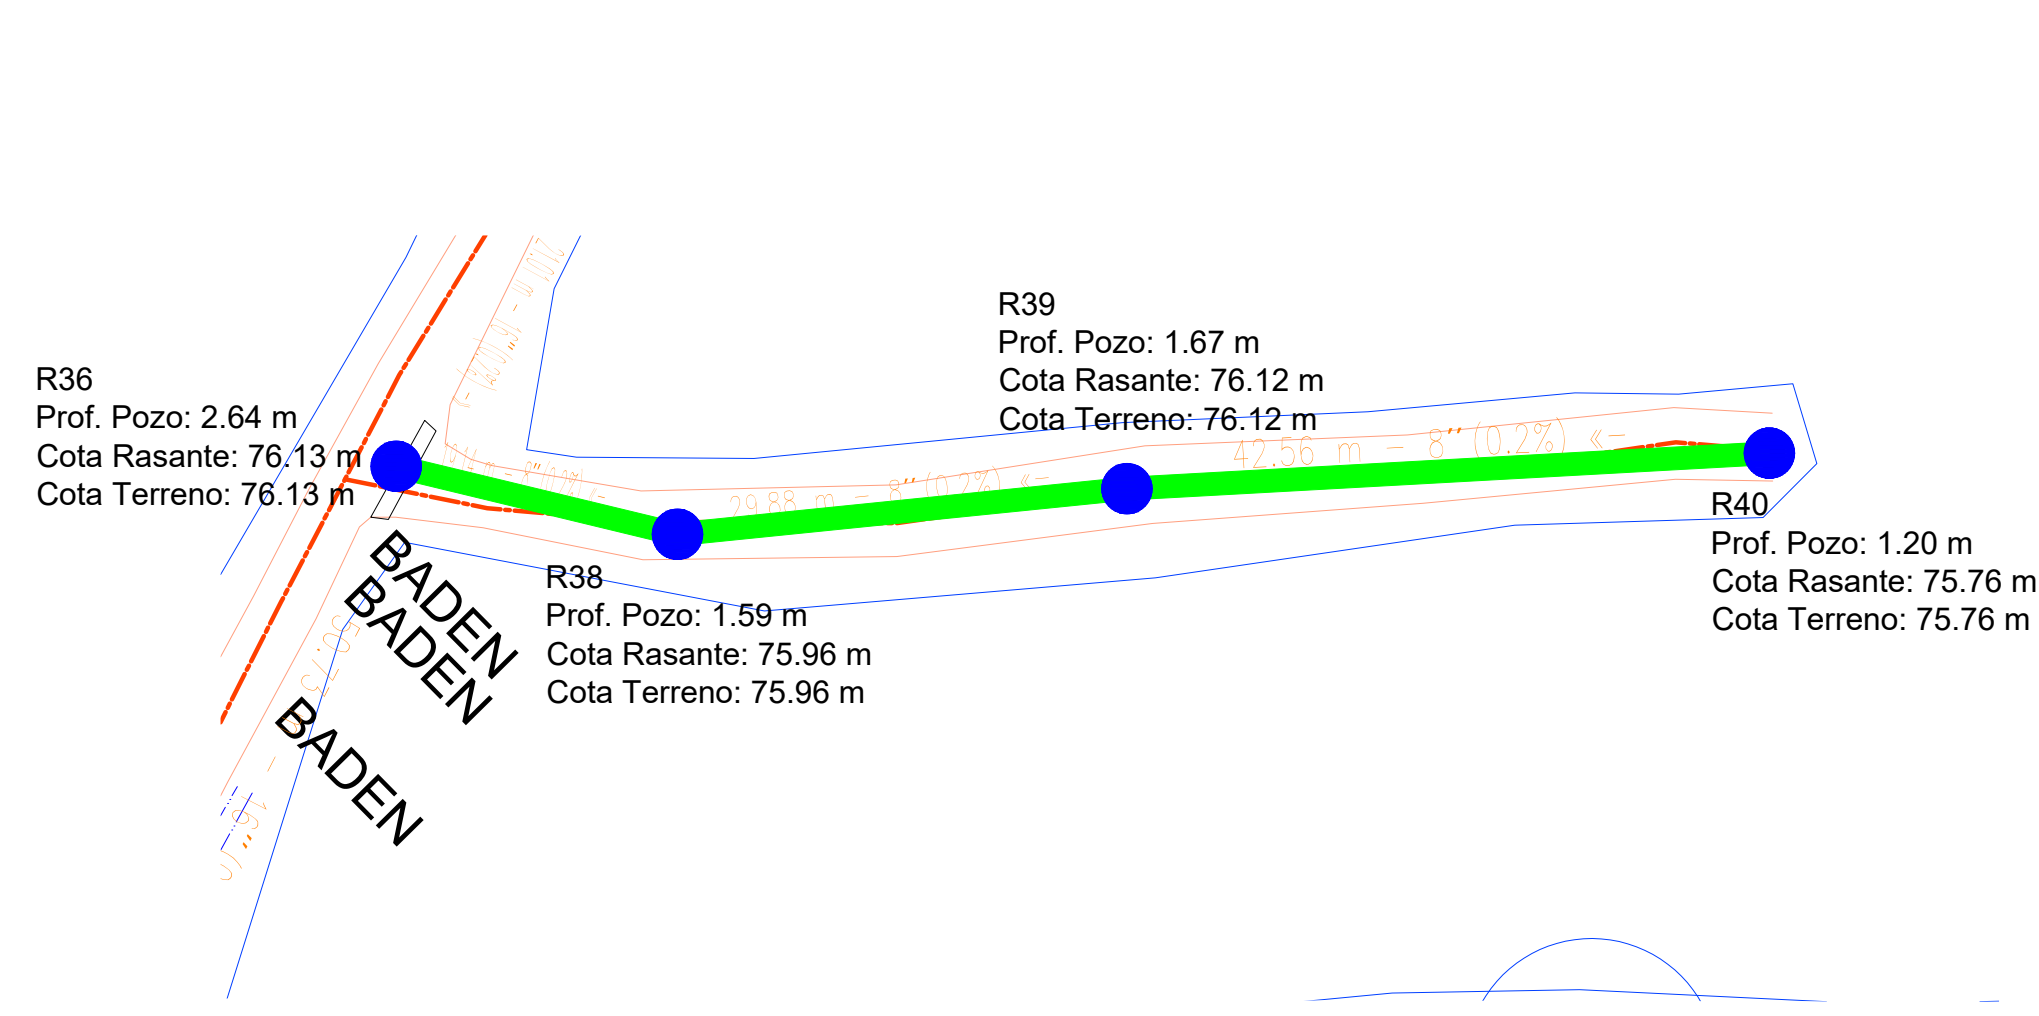 R39
Prof. Pozo: 1.67 m
Cota Rasante: 76.12 m
Cota Terreno: 76.12 m
R36
Prof. Pozo: 2.64 m
Cota Rasante: 76.13 m
Cota Terreno: 76.13 m
42.56 m - 8" (0.2%) «-
29.88 m - 8" (0.2%) «-
R40
Prof. Pozo: 1.20 m
Cota Rasante: 75.76 m
Cota Terreno: 75.76 m
R38
Prof. Pozo: 1.59 m
Cota Rasante: 75.96 m
Cota Terreno: 75.96 m
BADEN
BADEN
BADEN
50.73 m - 16" (